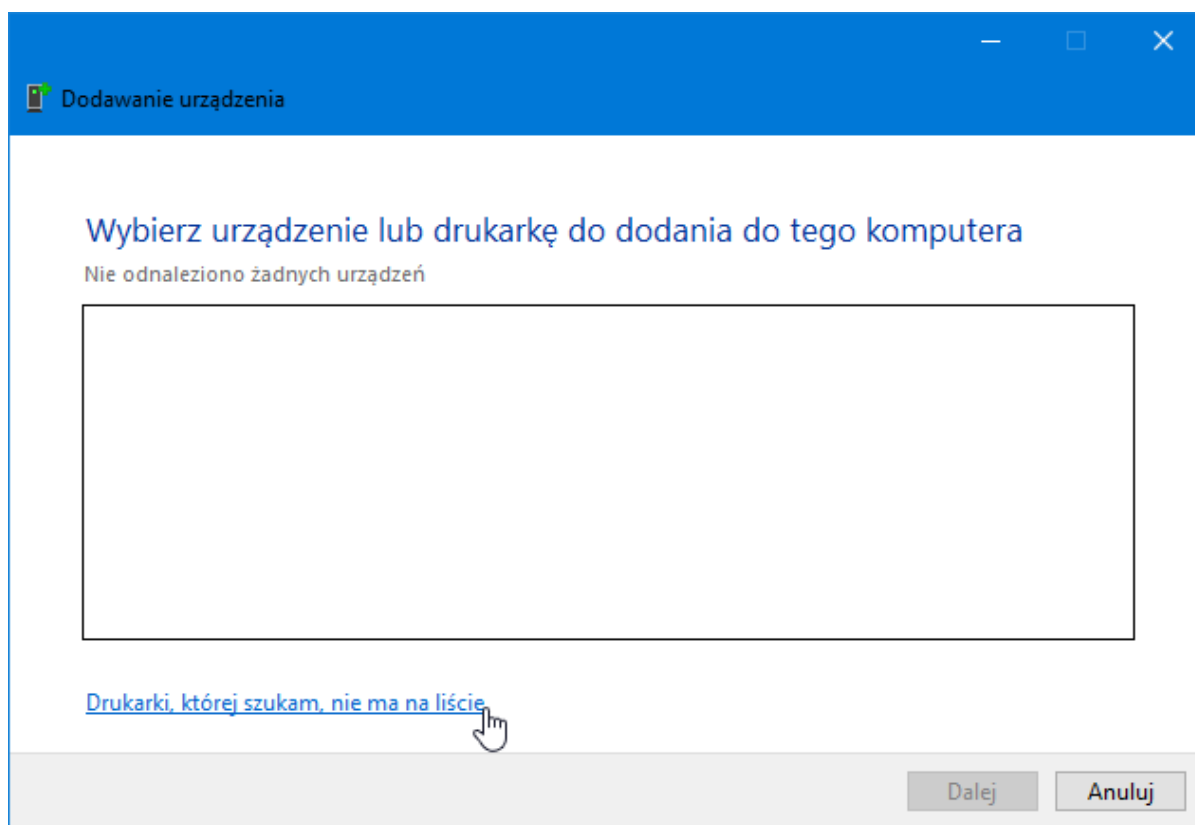 Dodawanie urządzenia
Wybierz urządzenie lub drukarkę do dodania do tego komputera
Nie odnaleziono żadnych urządzeń
Drukarki, której szukam, nie ma na liście
Dalej
Anuluj